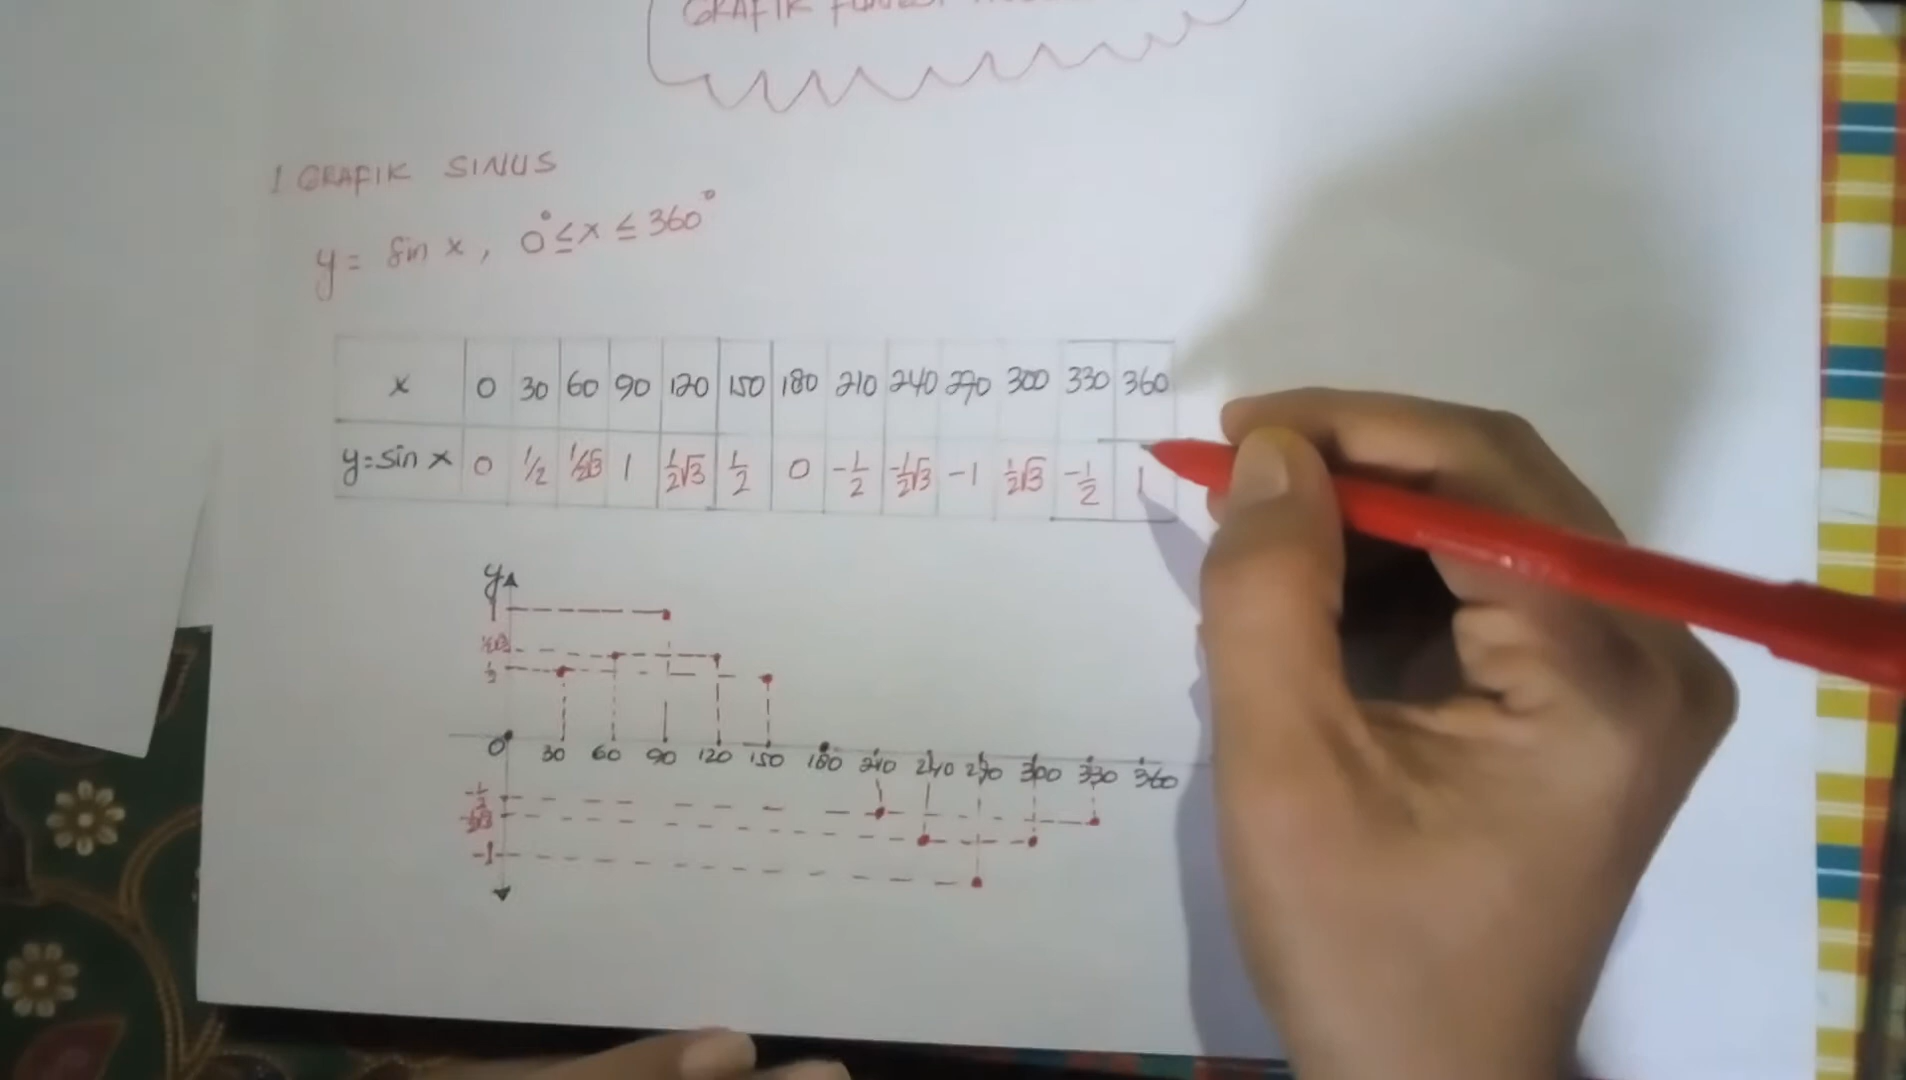 GRAFIK
1 GRAFIK SINUS
y = sin x, 0° ≤ x ≤ 360°
x 0 30 60 90 120 150 180 210 240 270 300 330 360
y=sin x 0 1/2 1/2√3 1 1/2√3 1/2 0 -1/2 -1/2√3 -1 1/2√3 -1/2 1
y
1
1/2√3
1/2
0 30 60 90 120 150 180 210 240 270 300 330 360
-1/2
-1/2√3
-1